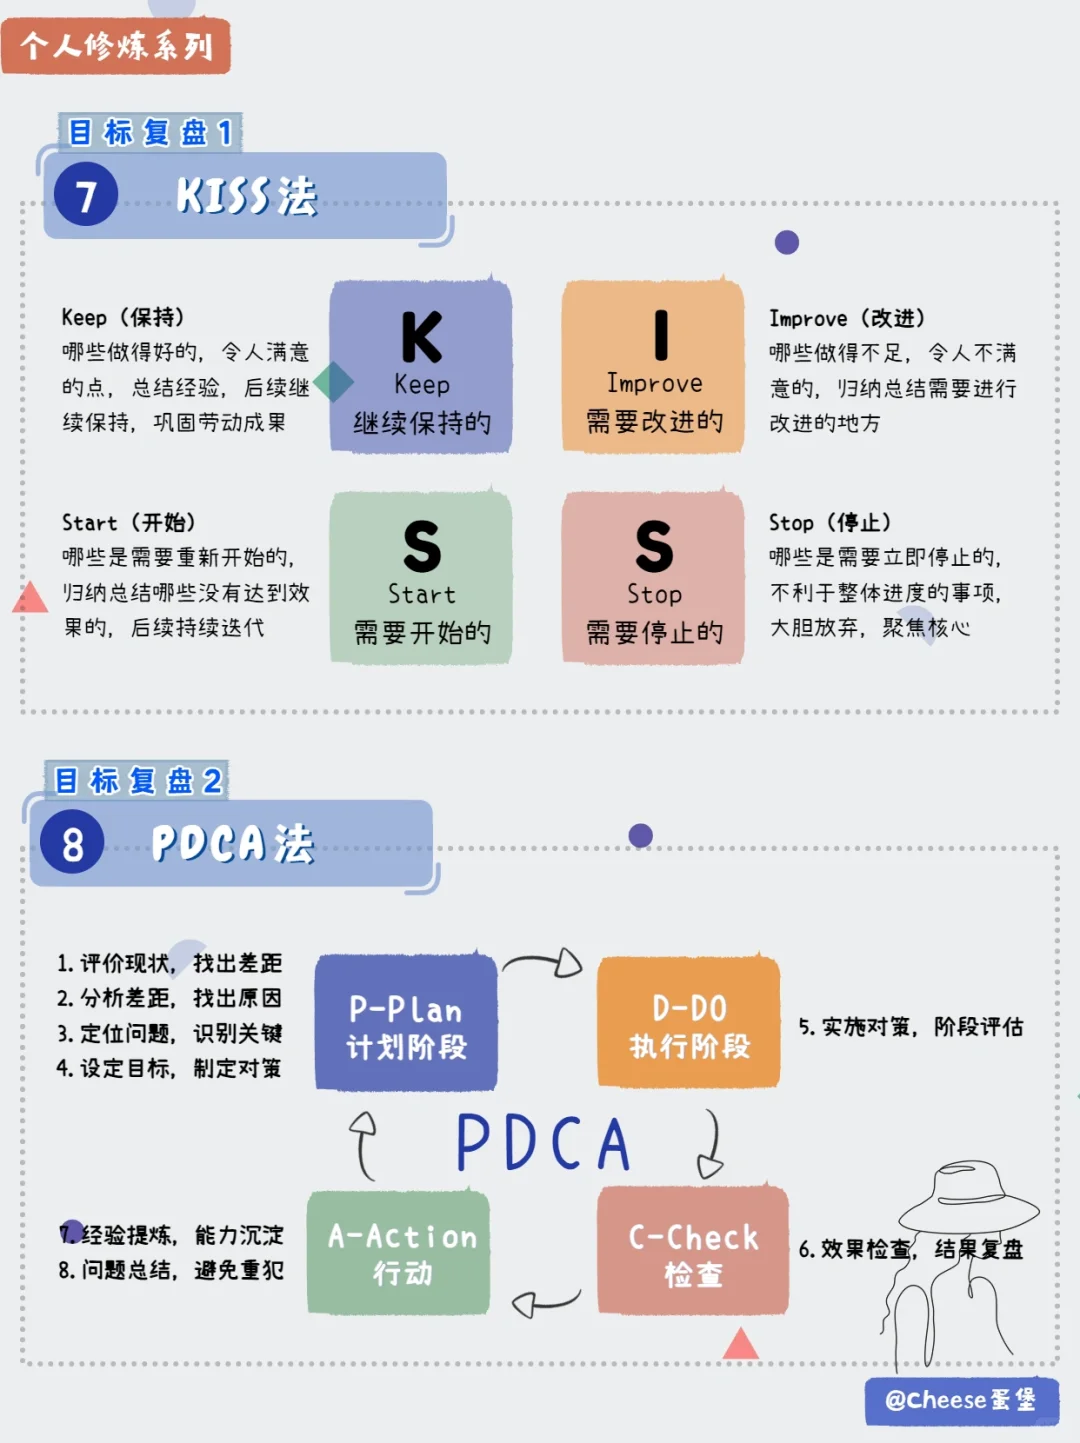 个人修炼系列
目标复盘1
7
KISS法
Keep（保持）
哪些做得好的，令人满意
的点，总结经验，后续继
续保持，巩固劳动成果
K
Keep
继续保持的
I
Improve
需要改进的
Improve（改进）
哪些做得不足，令人不满
意的，归纳总结需要进行
改进的地方
Start（开始）
哪些是需要重新开始的，
归纳总结哪些没有达到效
果的，后续持续迭代
S
Start
需要开始的
S
Stop
需要停止的
Stop（停止）
哪些是需要立即停止的，
不利于整体进度的事项，
大胆放弃，聚焦核心
目标复盘2
8
PDCA法
1. 评价现状，找出差距
2. 分析差距，找出原因
3. 定位问题，识别关键
4. 设定目标，制定对策
P-Plan
计划阶段
D-DO
执行阶段
5. 实施对策，阶段评估
PDCA
7. 经验提炼，能力沉淀
8. 问题总结，避免重犯
A-Action
行动
C-Check
检查
6. 效果检查，结果复盘
@Cheese蛋堡